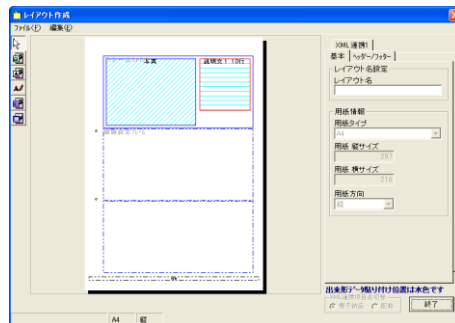 レイアウト作成
ファイル(F) 編集(E)
写真
説明文1 10行
XML連携1
基本 ヘッダー/フッター
レイアウト名設定
レイアウト名
用紙情報
用紙タイプ
A4
用紙 縦サイズ
297
用紙 横サイズ
210
用紙方向
縦
出来形データ貼り付け位置は水色です
電子納品
終了
A4 縦